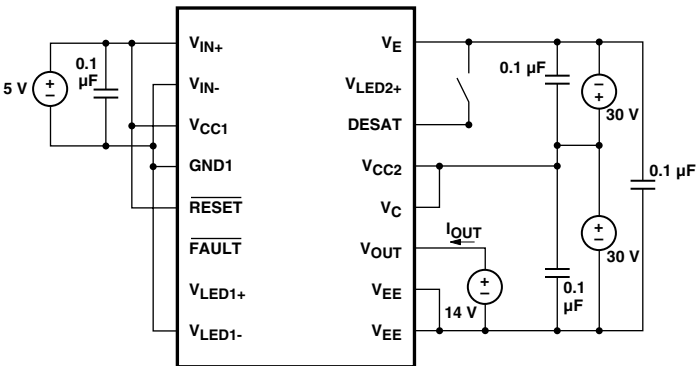 5 V
+
−
0.1
µF
VIN+
VIN-
VCC1
GND1
RESET
FAULT
VLED1+
VLED1-
VE
VLED2+
DESAT
VCC2
VC
VOUT
VEE
VEE
IOUT
14 V
+
−
0.1 µF
−
+
30 V
0.1 µF
+
−
30 V
0.1
µF